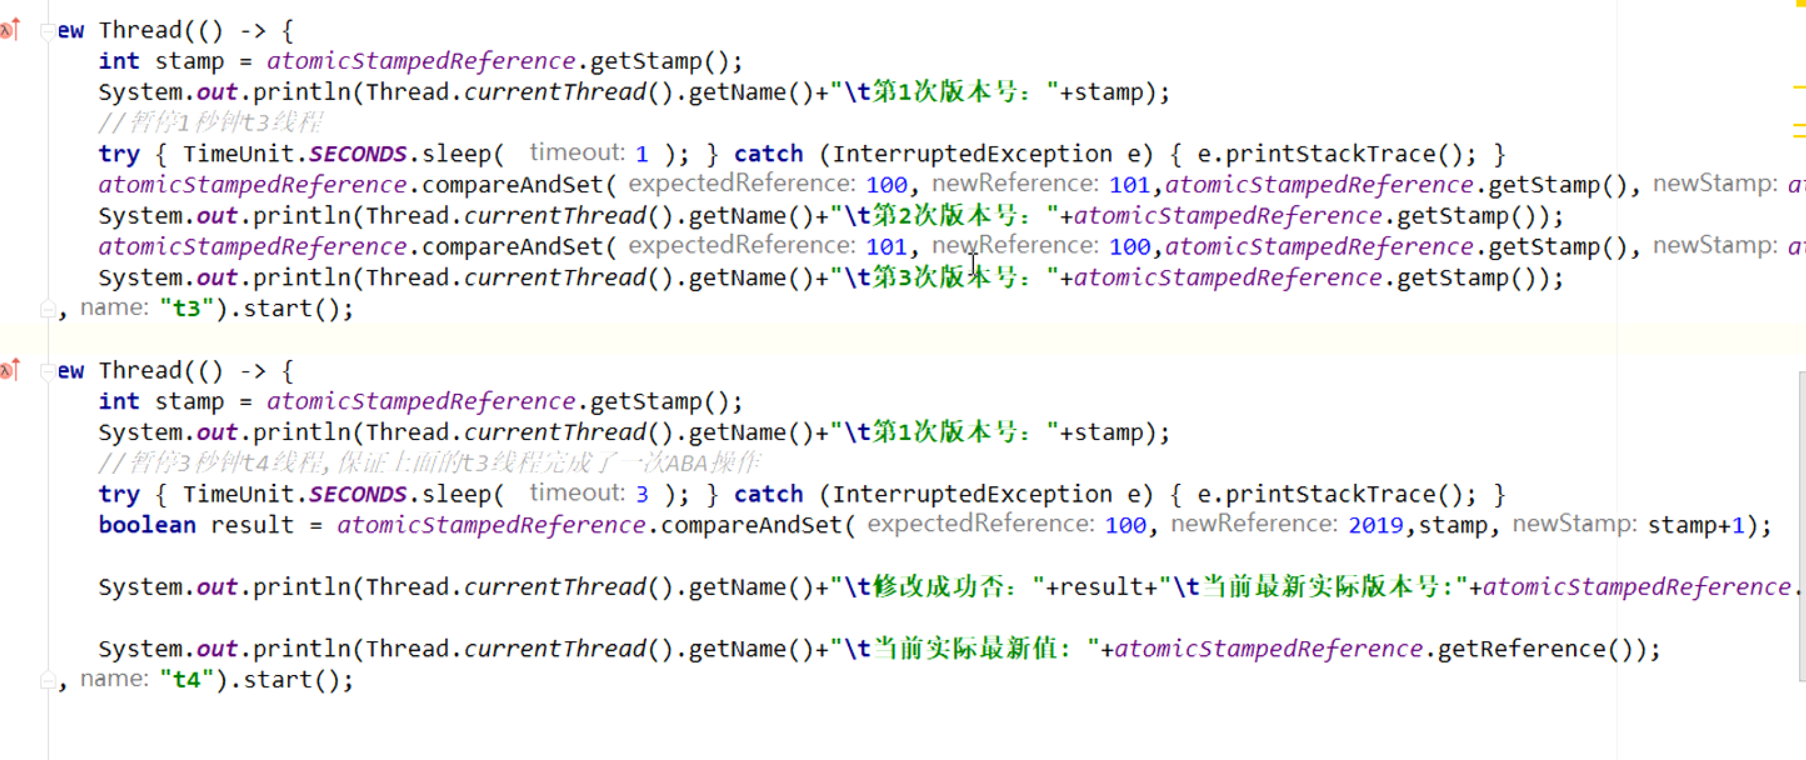 ew Thread(() -> {
int stamp = atomicStampedReference.getStamp();
System.out.println(Thread.currentThread().getName()+"\t第1次版本号："+stamp);
//暂停1秒钟t3线程
try { TimeUnit.SECONDS.sleep( timeout: 1 ); } catch (InterruptedException e) { e.printStackTrace(); }
atomicStampedReference.compareAndSet( expectedReference: 100, newReference: 101,atomicStampedReference.getStamp(), newStamp: a
System.out.println(Thread.currentThread().getName()+"\t第2次版本号："+atomicStampedReference.getStamp());
atomicStampedReference.compareAndSet( expectedReference: 101, newReference: 100,atomicStampedReference.getStamp(), newStamp: a
System.out.println(Thread.currentThread().getName()+"\t第3次版本号："+atomicStampedReference.getStamp());
, name: "t3").start();
ew Thread(() -> {
int stamp = atomicStampedReference.getStamp();
System.out.println(Thread.currentThread().getName()+"\t第1次版本号："+stamp);
//暂停3秒钟t4线程,保证上面的t3线程完成了一次ABA操作
try { TimeUnit.SECONDS.sleep( timeout: 3 ); } catch (InterruptedException e) { e.printStackTrace(); }
boolean result = atomicStampedReference.compareAndSet( expectedReference: 100, newReference: 2019,stamp, newStamp: stamp+1);
System.out.println(Thread.currentThread().getName()+"\t修改成功否："+result+"\t当前最新实际版本号:"+atomicStampedReference.
System.out.println(Thread.currentThread().getName()+"\t当前实际最新值："+atomicStampedReference.getReference());
, name: "t4").start();